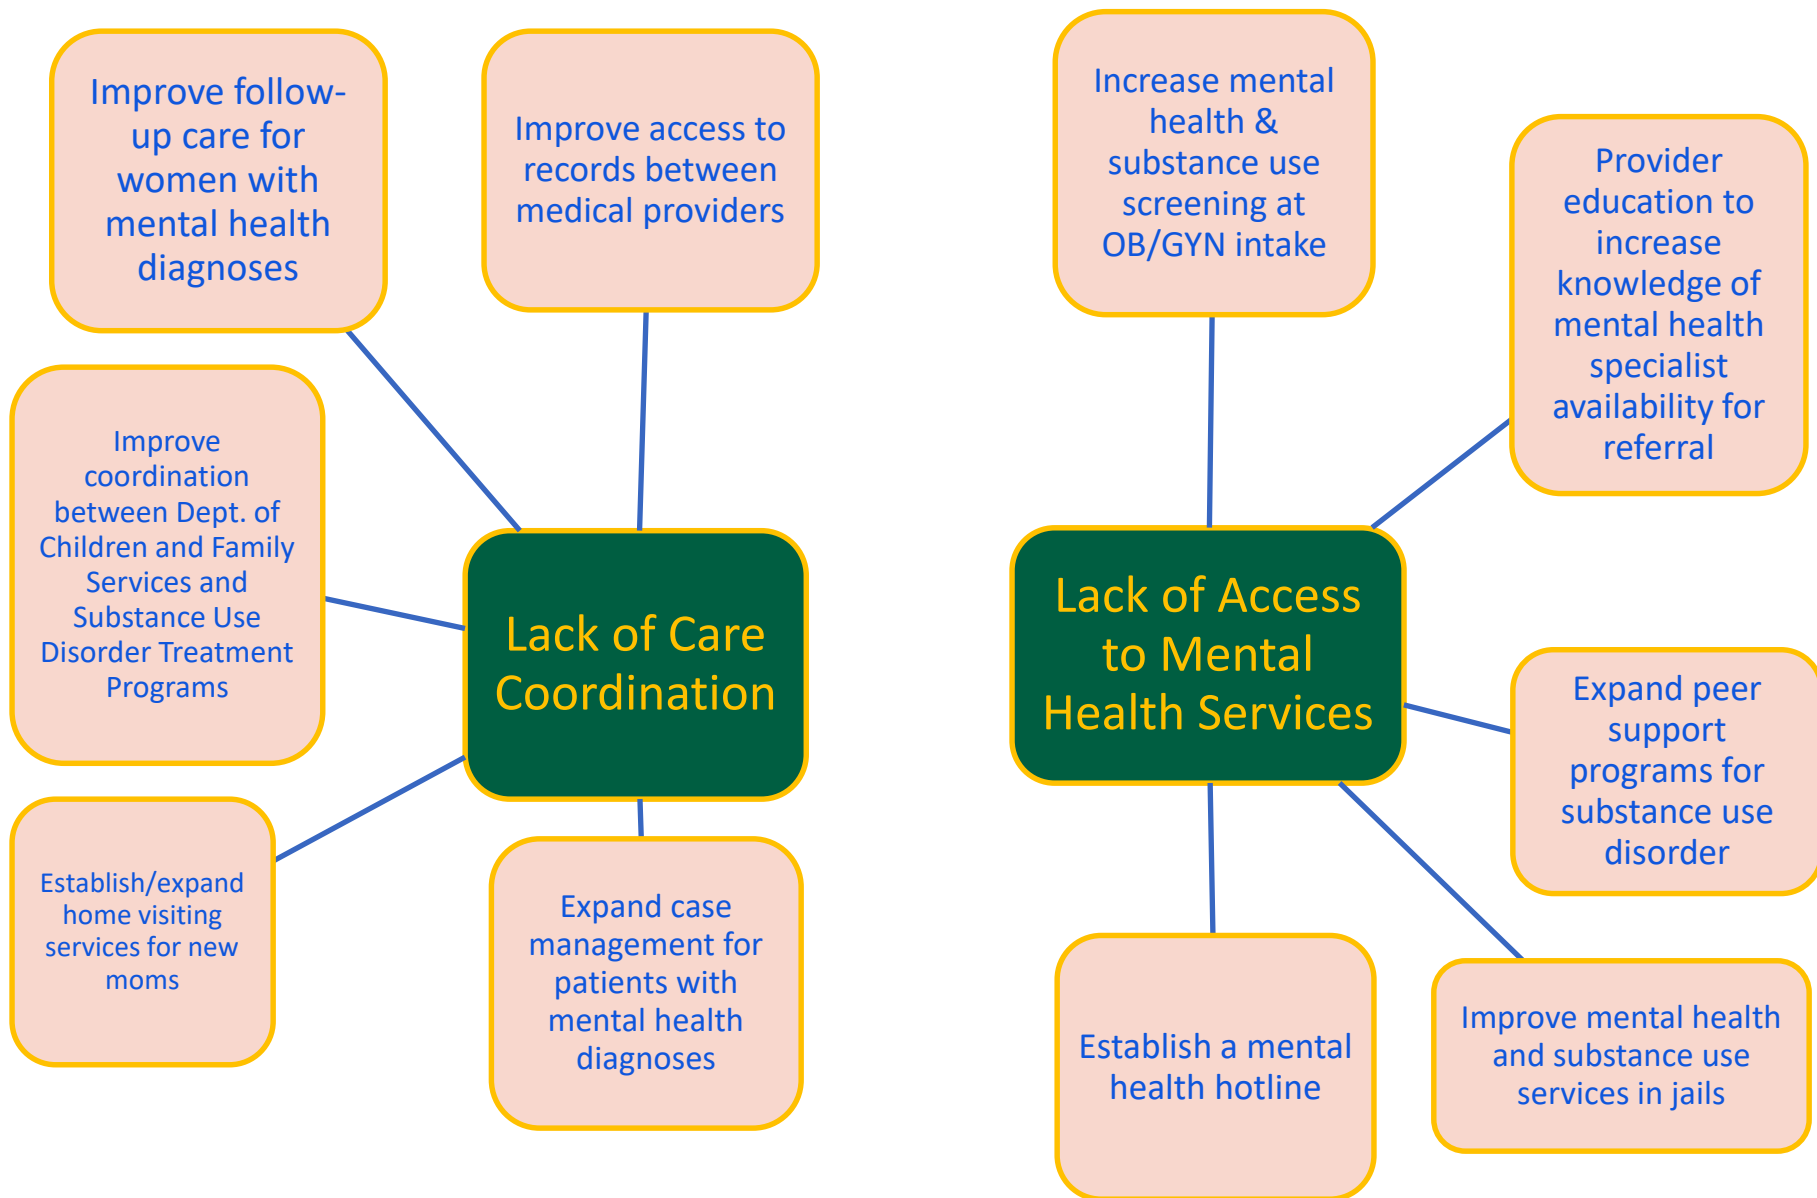 Improve follow-
up care for
women with
mental health
diagnoses
Improve access to
records between
medical providers
Improve
coordination
between Dept. of
Children and Family
Services and
Substance Use
Disorder Treatment
Programs
Lack of Care
Coordination
Establish/expand
home visiting
services for new
moms
Expand case
management for
patients with
mental health
diagnoses
Increase mental
health &
substance use
screening at
OB/GYN intake
Provider
education to
increase
knowledge of
mental health
specialist
availability for
referral
Lack of Access
to Mental
Health Services
Expand peer
support
programs for
substance use
disorder
Establish a mental
health hotline
Improve mental health
and substance use
services in jails